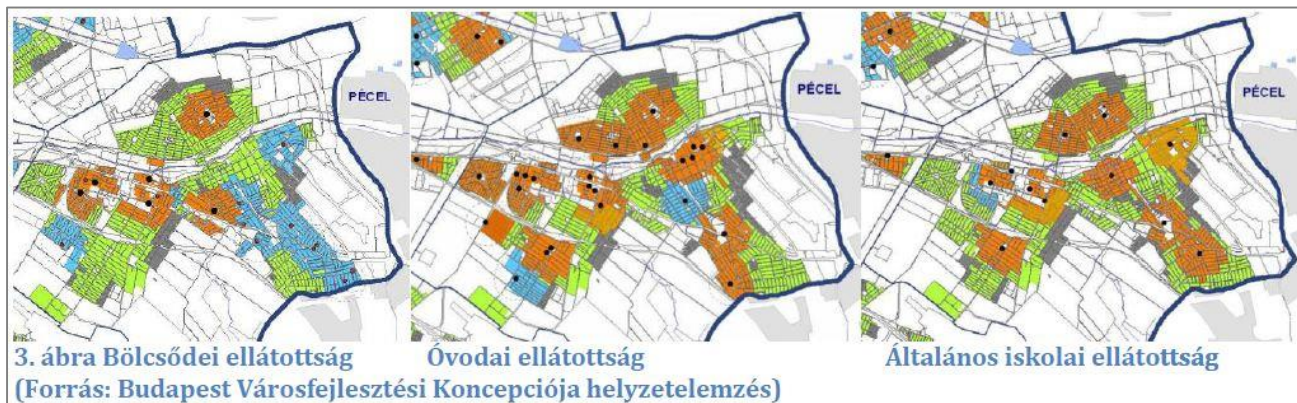 PÉCEL
PÉCEL
PÉCEL
3. ábra Bölcsődei ellátottság
Óvodai ellátottság
Általános iskolai ellátottság
(Forrás: Budapest Városfejlesztési Koncepciója helyzetelemzés)